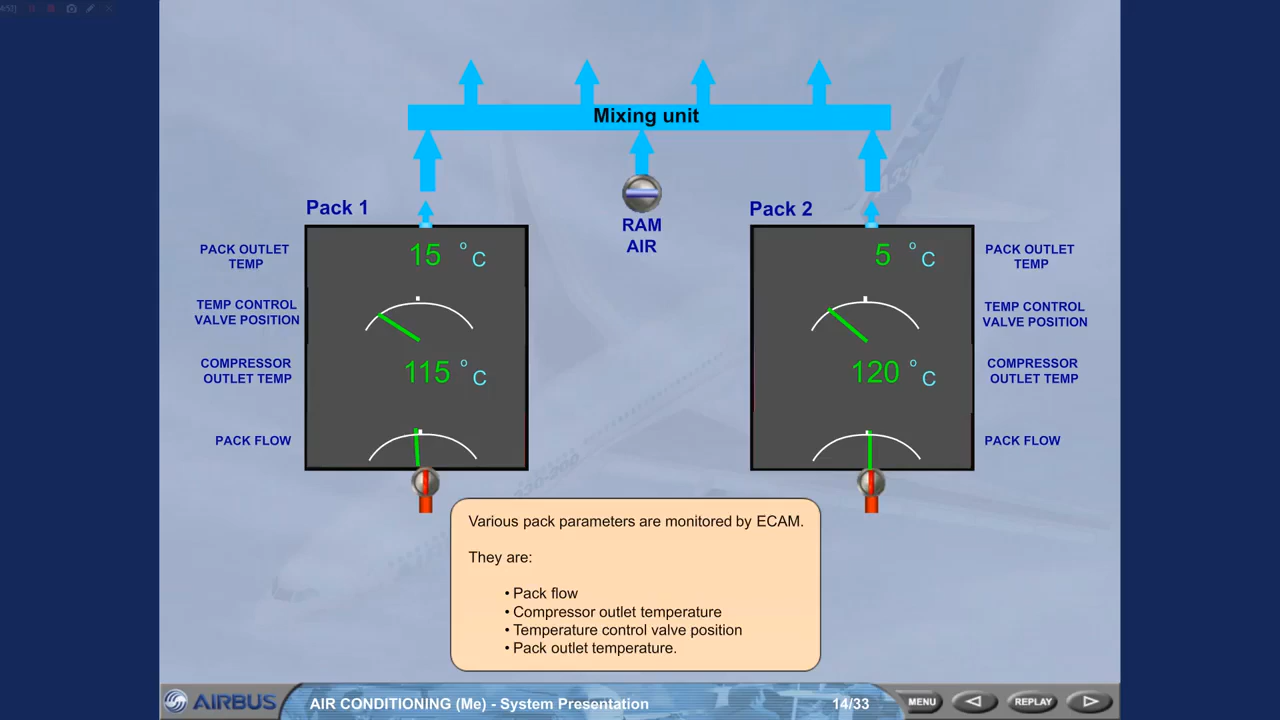 Mixing unit
Pack 1
RAM
AIR
Pack 2
PACK OUTLET
TEMP
15 °C
TEMP CONTROL
VALVE POSITION
COMPRESSOR
OUTLET TEMP
115 °C
PACK FLOW
5 °C
PACK OUTLET
TEMP
TEMP CONTROL
VALVE POSITION
120 °C
COMPRESSOR
OUTLET TEMP
PACK FLOW
Various pack parameters are monitored by ECAM.
They are:
• Pack flow
• Compressor outlet temperature
• Temperature control valve position
• Pack outlet temperature.
AIRBUS
AIR CONDITIONING (Me) - System Presentation
14/33
MENU
REPLAY